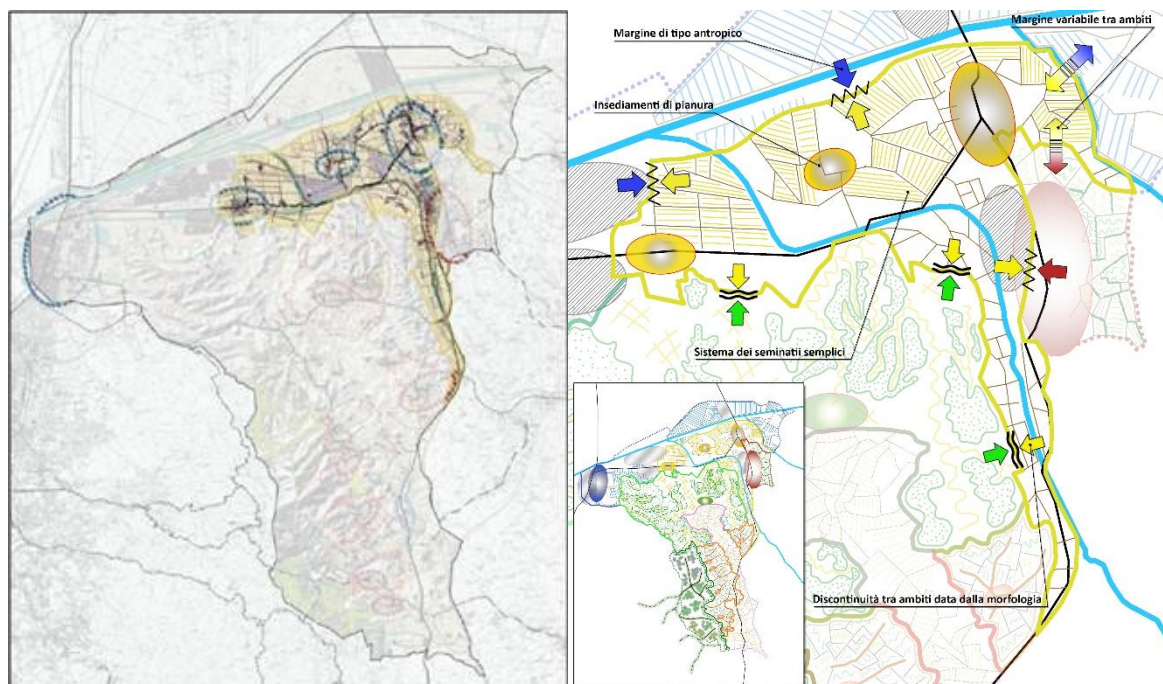 Margine di tipo antropico
Margine variabile tra ambiti
Insediamenti di pianura
Sistema dei seminatii semplici
Discontinuità tra ambiti data dalla morfologia